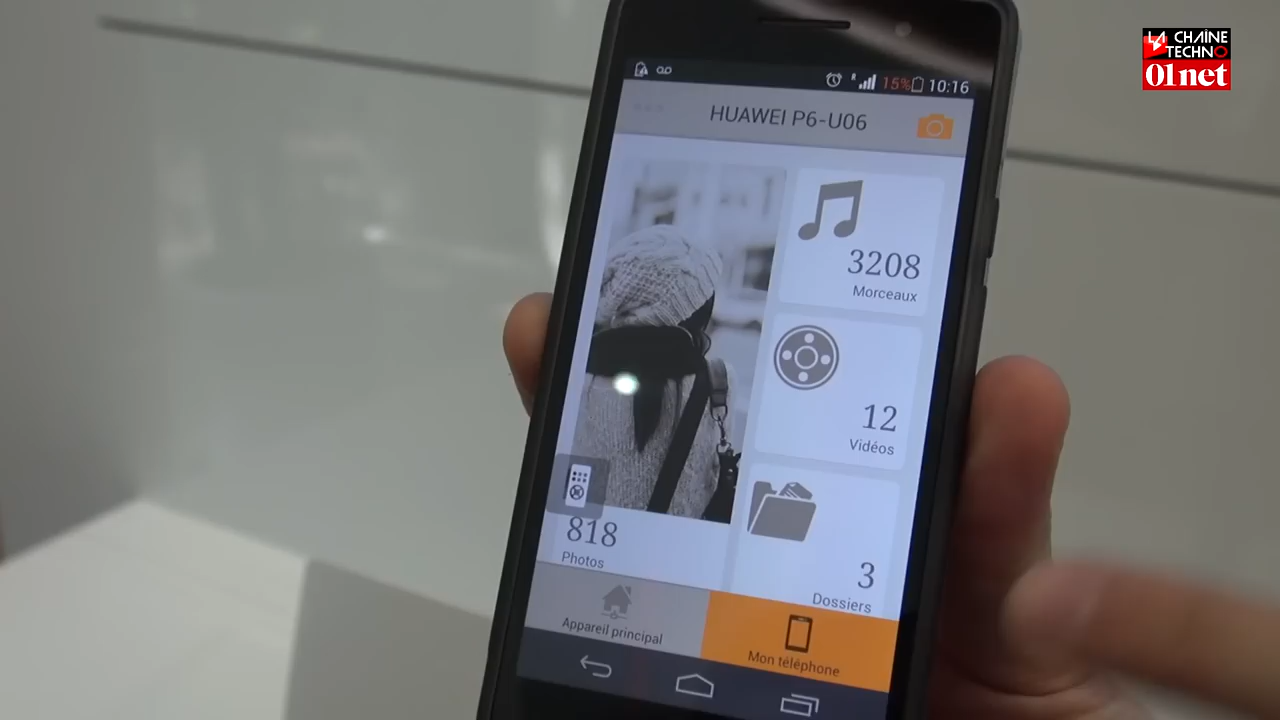 LA CHAÎNE
TECHNO
01net
15% 10:16
HUAWEI P6-U06
3208
Morceaux
12
Vidéos
818
Photos
3
Dossiers
Appareil principal
Mon téléphone